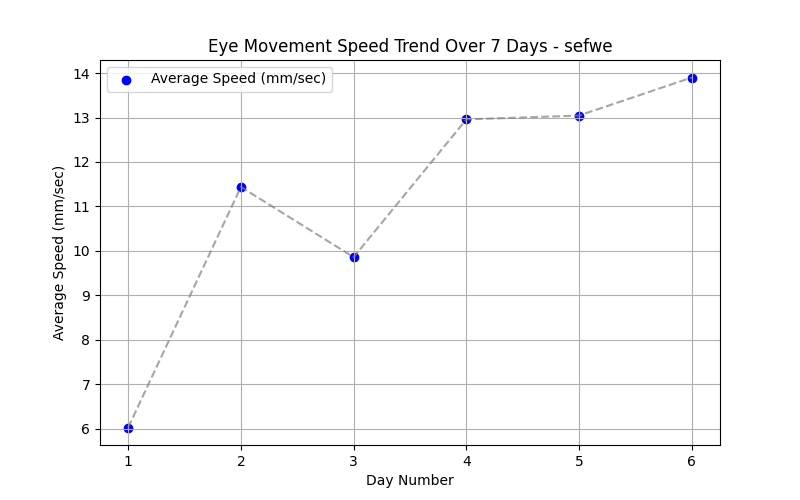 Eye Movement Speed Trend Over 7 Days - sefwe
Average Speed (mm/sec)
14
13
12
11
10
9
8
7
6
Average Speed (mm/sec)
1 2 3 4 5 6
Day Number